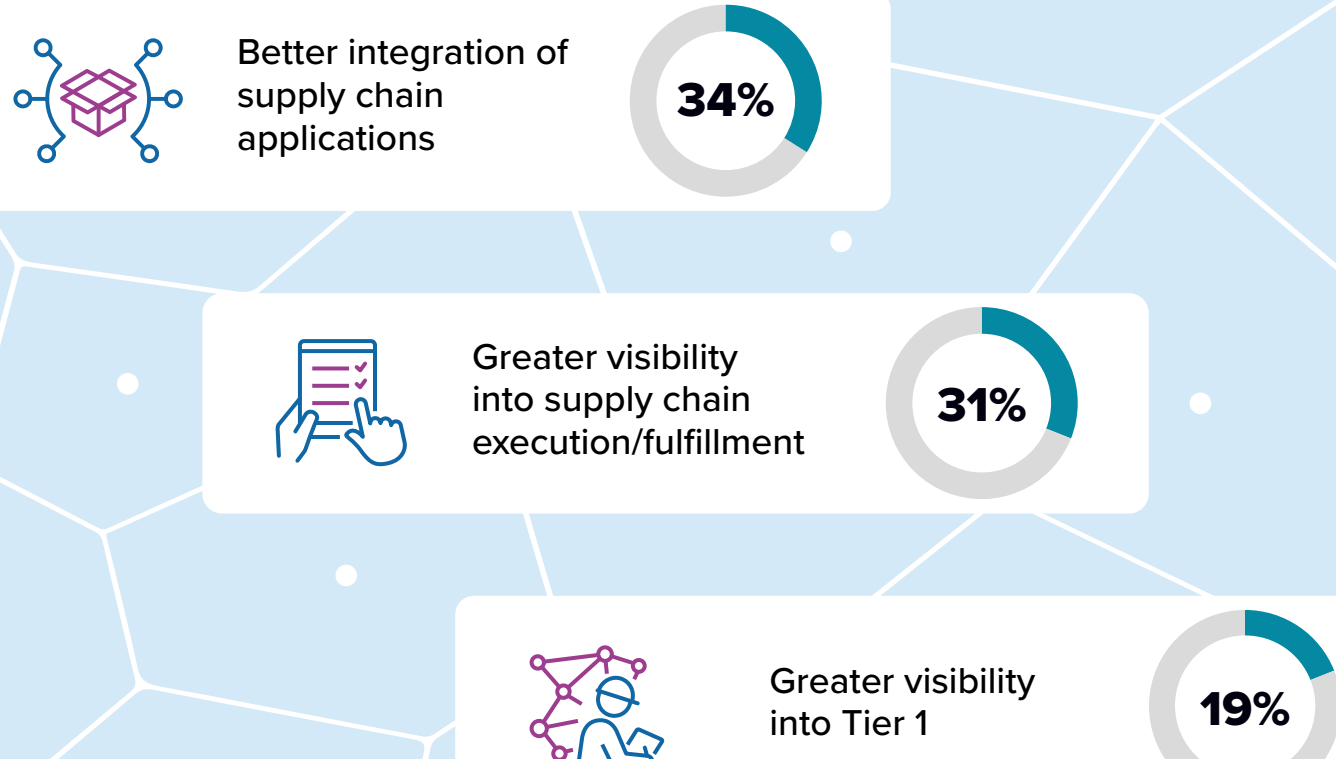 Better integration of
supply chain
applications
34%
Greater visibility
into supply chain
execution/fulfillment
31%
Greater visibility
into Tier 1
19%